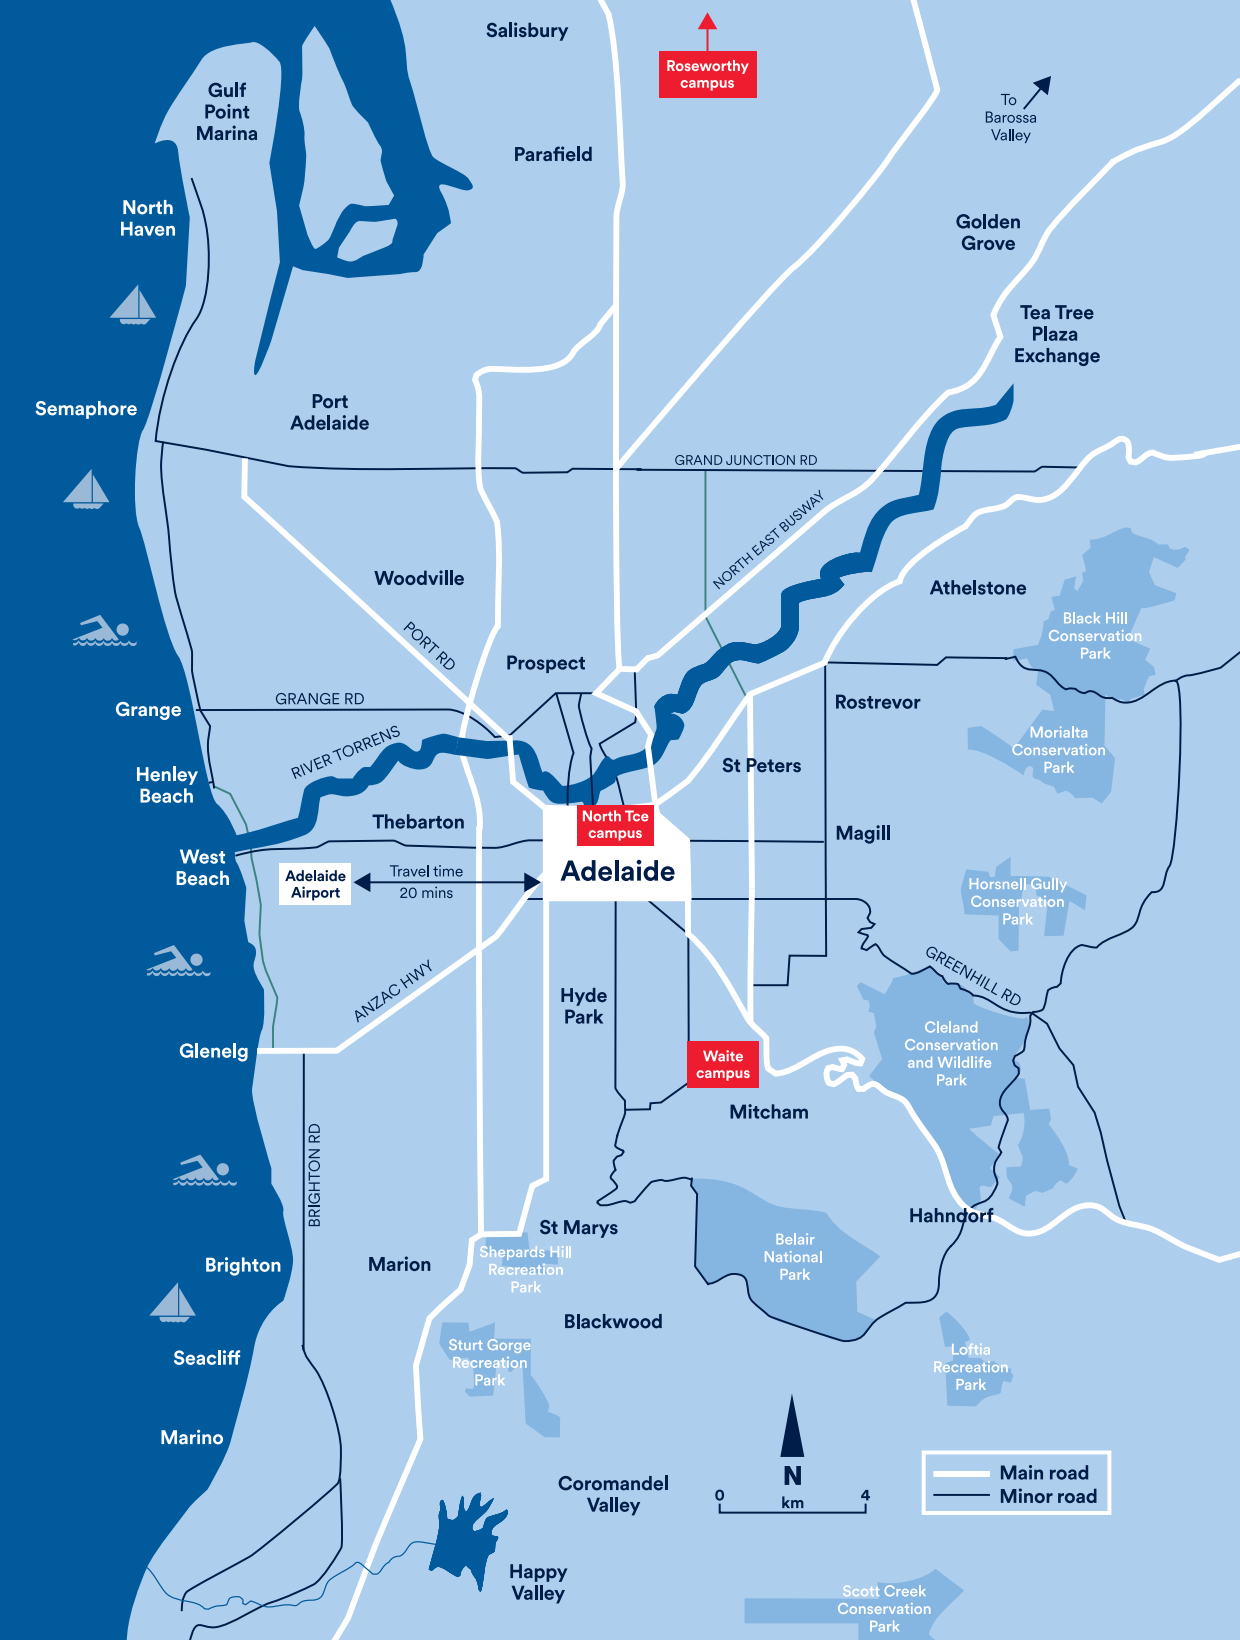 Salisbury
Roseworthy
campus
Gulf
Point
Marina
To
Barossa
Valley
Parafield
North
Haven
Golden
Grove
Tea Tree
Plaza
Exchange
Semaphore
Port
Adelaide
GRAND JUNCTION RD
NORTH EAST BUSWAY
Woodville
Athelstone
Black Hill
Conservation
Park
PORT RD
Prospect
GRANGE RD
Grange
Rostrevor
RIVER TORRENS
Morialta
Conservation
Park
St Peters
Henley
Beach
Thebarton
North Tce
campus
Magill
West
Beach
Adelaide
Airport
Travel time
20 mins
Adelaide
Horsnell Gully
Conservation
Park
ANZAC HWY
GREENHILL RD
Hyde
Park
Glenelg
Waite
campus
Cleland
Conservation
and Wildlife
Park
Mitcham
BRIGHTON RD
St Marys
Hahndorf
Brighton
Marion
Shepards Hill
Recreation
Park
Belair
National
Park
Blackwood
Seacliff
Sturt Gorge
Recreation
Park
Loftia
Recreation
Park
Marino
N
0
km
4
Main road
Minor road
Coromandel
Valley
Happy
Valley
Scott Creek
Conservation
Park